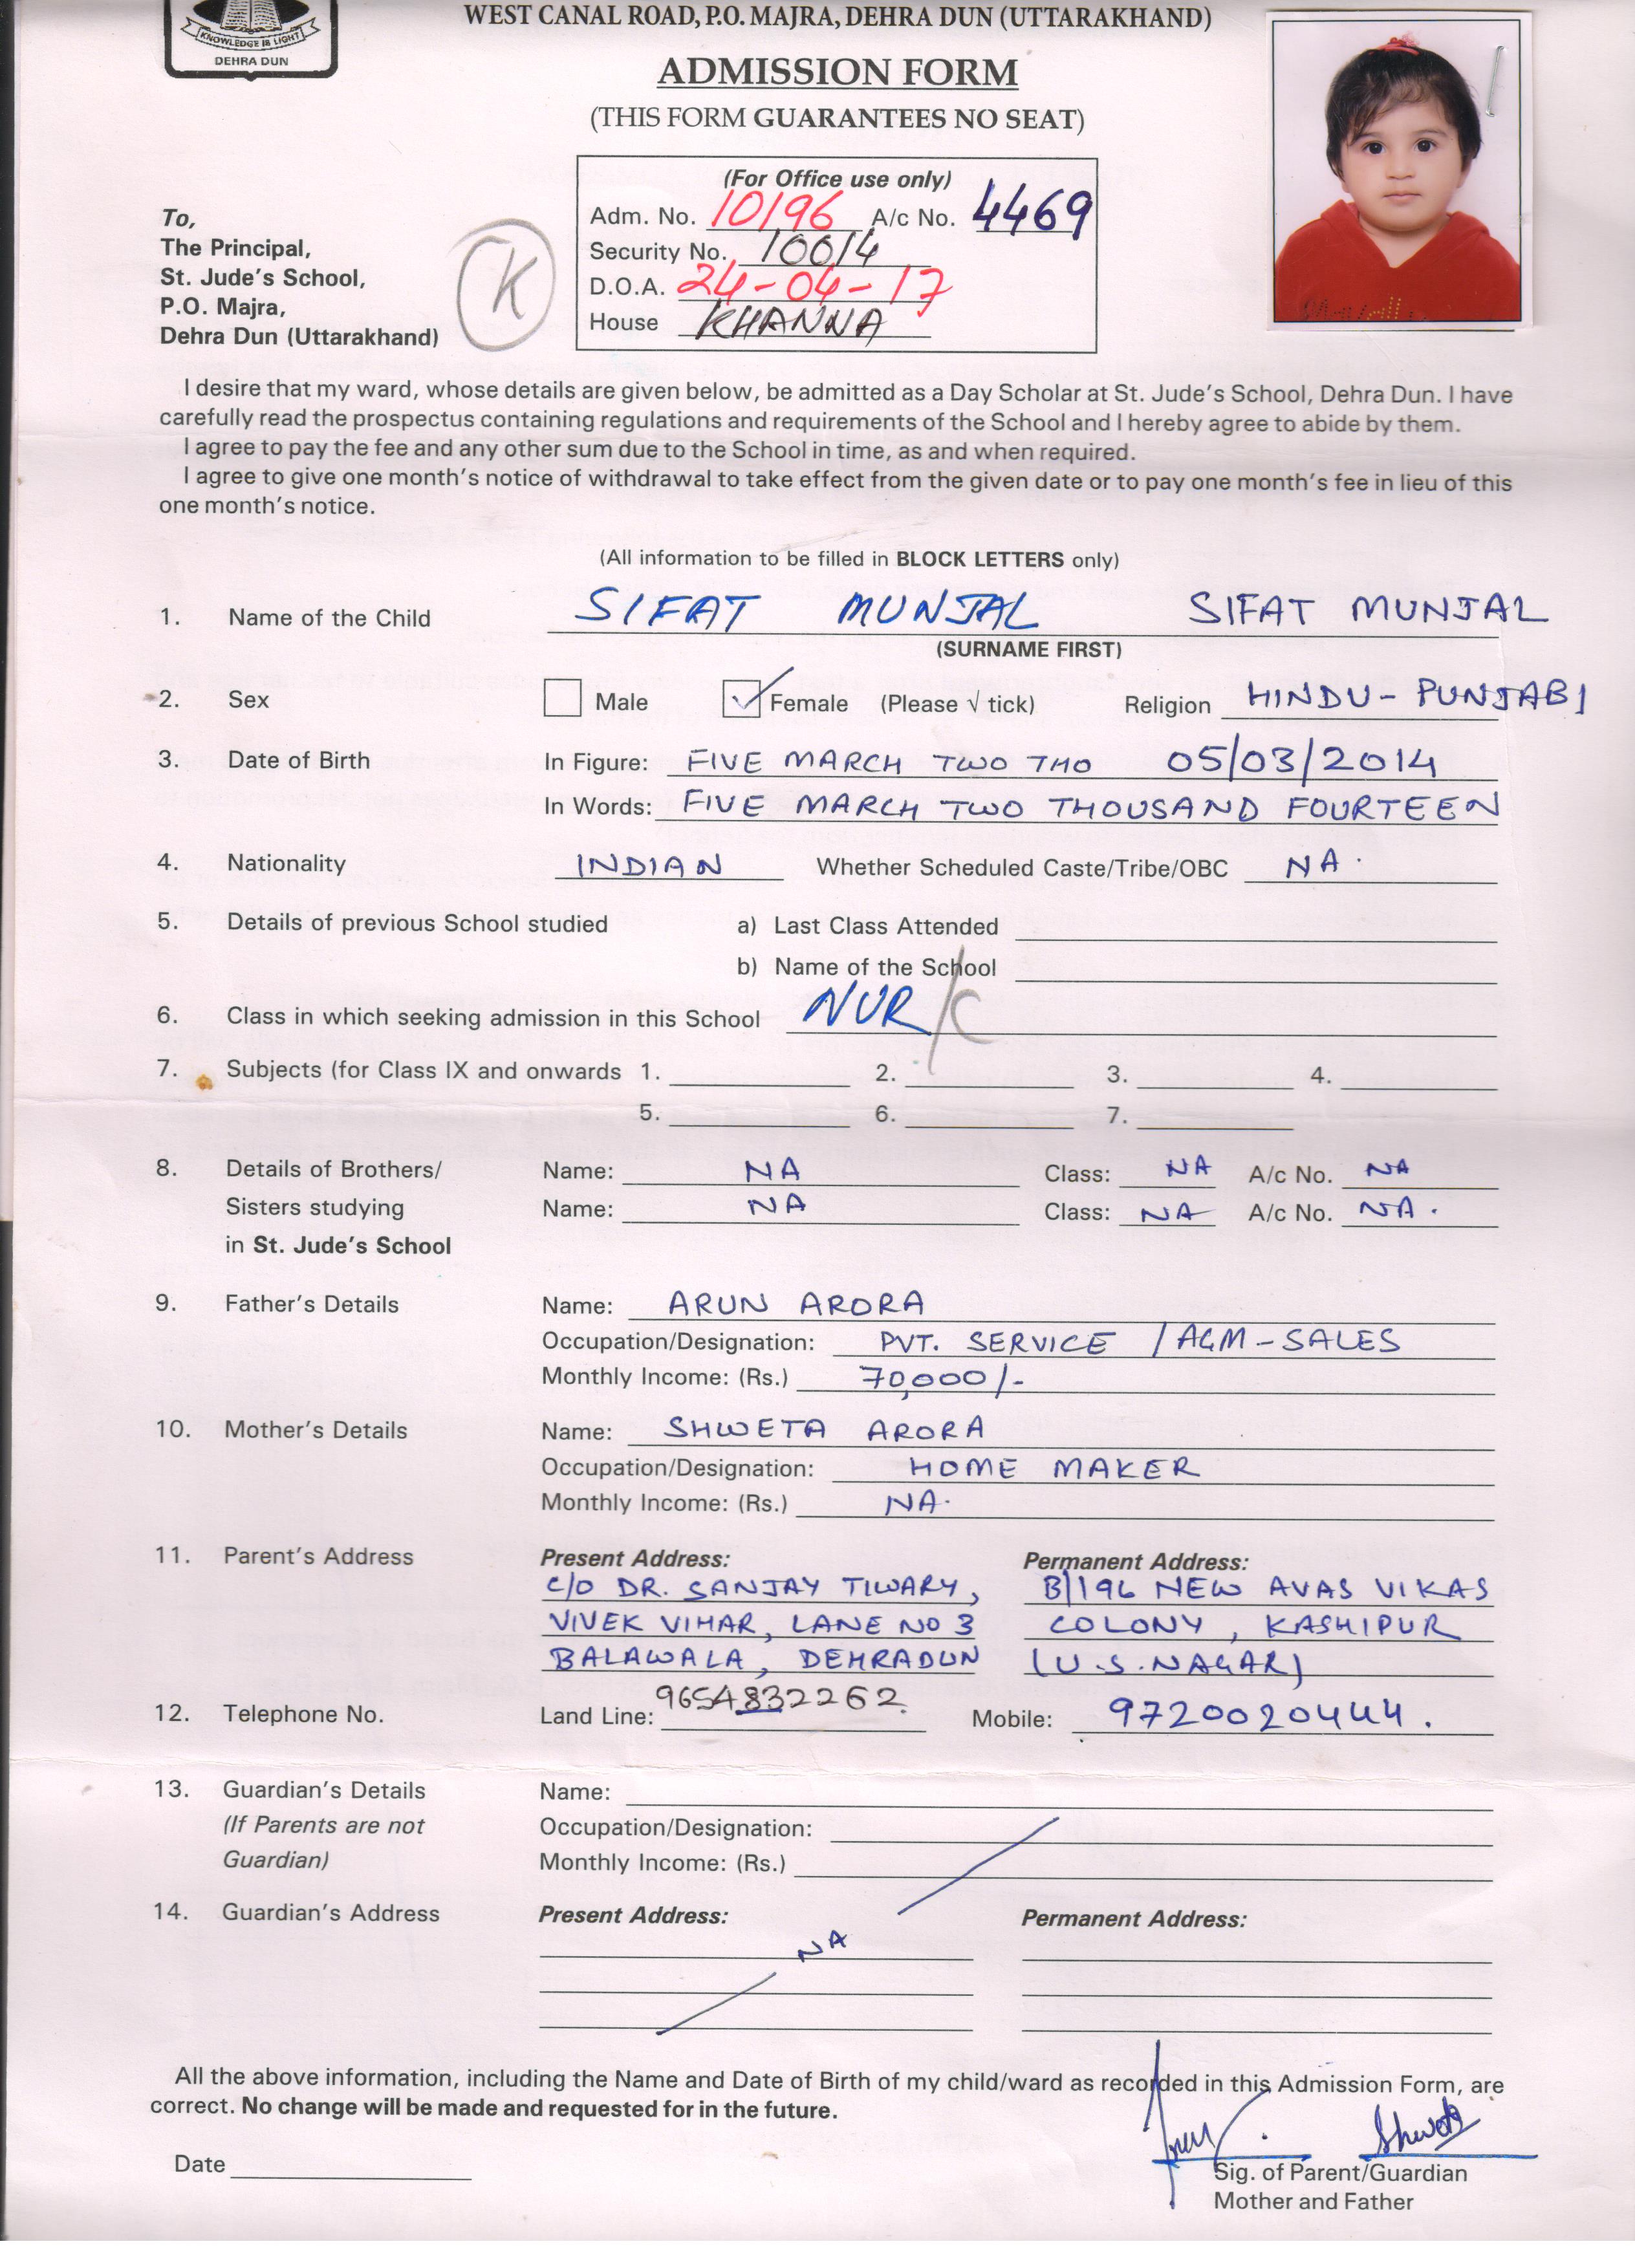 KNOWLEDGE IS LIGHT
DEHRA DUN
WEST CANAL ROAD, P.O. MAJRA, DEHRA DUN (UTTARAKHAND)
ADMISSION FORM
(THIS FORM GUARANTEES NO SEAT)
(For Office use only)
Adm. No. 10196 A/c No. 4469
Security No. 10014
D.O.A. 24-04-17
House KHANNA
To,
The Principal,
St. Jude's School,
P.O. Majra,
Dehra Dun (Uttarakhand)
K
I desire that my ward, whose details are given below, be admitted as a Day Scholar at St. Jude's School, Dehra Dun. I have
carefully read the prospectus containing regulations and requirements of the School and I hereby agree to abide by them.
I agree to pay the fee and any other sum due to the School in time, as and when required.
I agree to give one month's notice of withdrawal to take effect from the given date or to pay one month's fee in lieu of this
one month's notice.
(All information to be filled in BLOCK LETTERS only)
1. Name of the Child SIFAT MUNJAL SIFAT MUNJAL
(SURNAME FIRST)
2. Sex Male Female (Please √ tick) Religion HINDU - PUNJABI
3. Date of Birth In Figure: FIVE MARCH TWO THO 05/03/2014
In Words: FIVE MARCH TWO THOUSAND FOURTEEN
4. Nationality INDIAN Whether Scheduled Caste/Tribe/OBC NA.
5. Details of previous School studied a) Last Class Attended
b) Name of the School
6. Class in which seeking admission in this School NUR/C
7. Subjects (for Class IX and onwards 1. 2. 3. 4.
5. 6. 7.
8. Details of Brothers/ Name: NA Class: NA A/c No. NA
Sisters studying Name: NA Class: NA A/c No. NA.
in St. Jude's School
9. Father's Details Name: ARUN ARORA
Occupation/Designation: PVT. SERVICE / AGM-SALES
Monthly Income: (Rs.) 70,000/-
10. Mother's Details Name: SHWETA ARORA
Occupation/Designation: HOME MAKER
Monthly Income: (Rs.) NA.
11. Parent's Address Present Address: Permanent Address:
C/O DR. SANJAY TIWARY, B/196 NEW AVAS VIKAS
VIVEK VIHAR, LANE NO 3 COLONY, KASHIPUR
BALAWALA, DEHRADUN (U.S.NAGAR)
12. Telephone No. Land Line: 9654832262. Mobile: 9720020444.
13. Guardian's Details Name:
(If Parents are not Occupation/Designation:
Guardian) Monthly Income: (Rs.)
14. Guardian's Address Present Address: Permanent Address:
NA
All the above information, including the Name and Date of Birth of my child/ward as recorded in this Admission Form, are
correct. No change will be made and requested for in the future.
Shweta
Date
Sig. of Parent/Guardian
Mother and Father